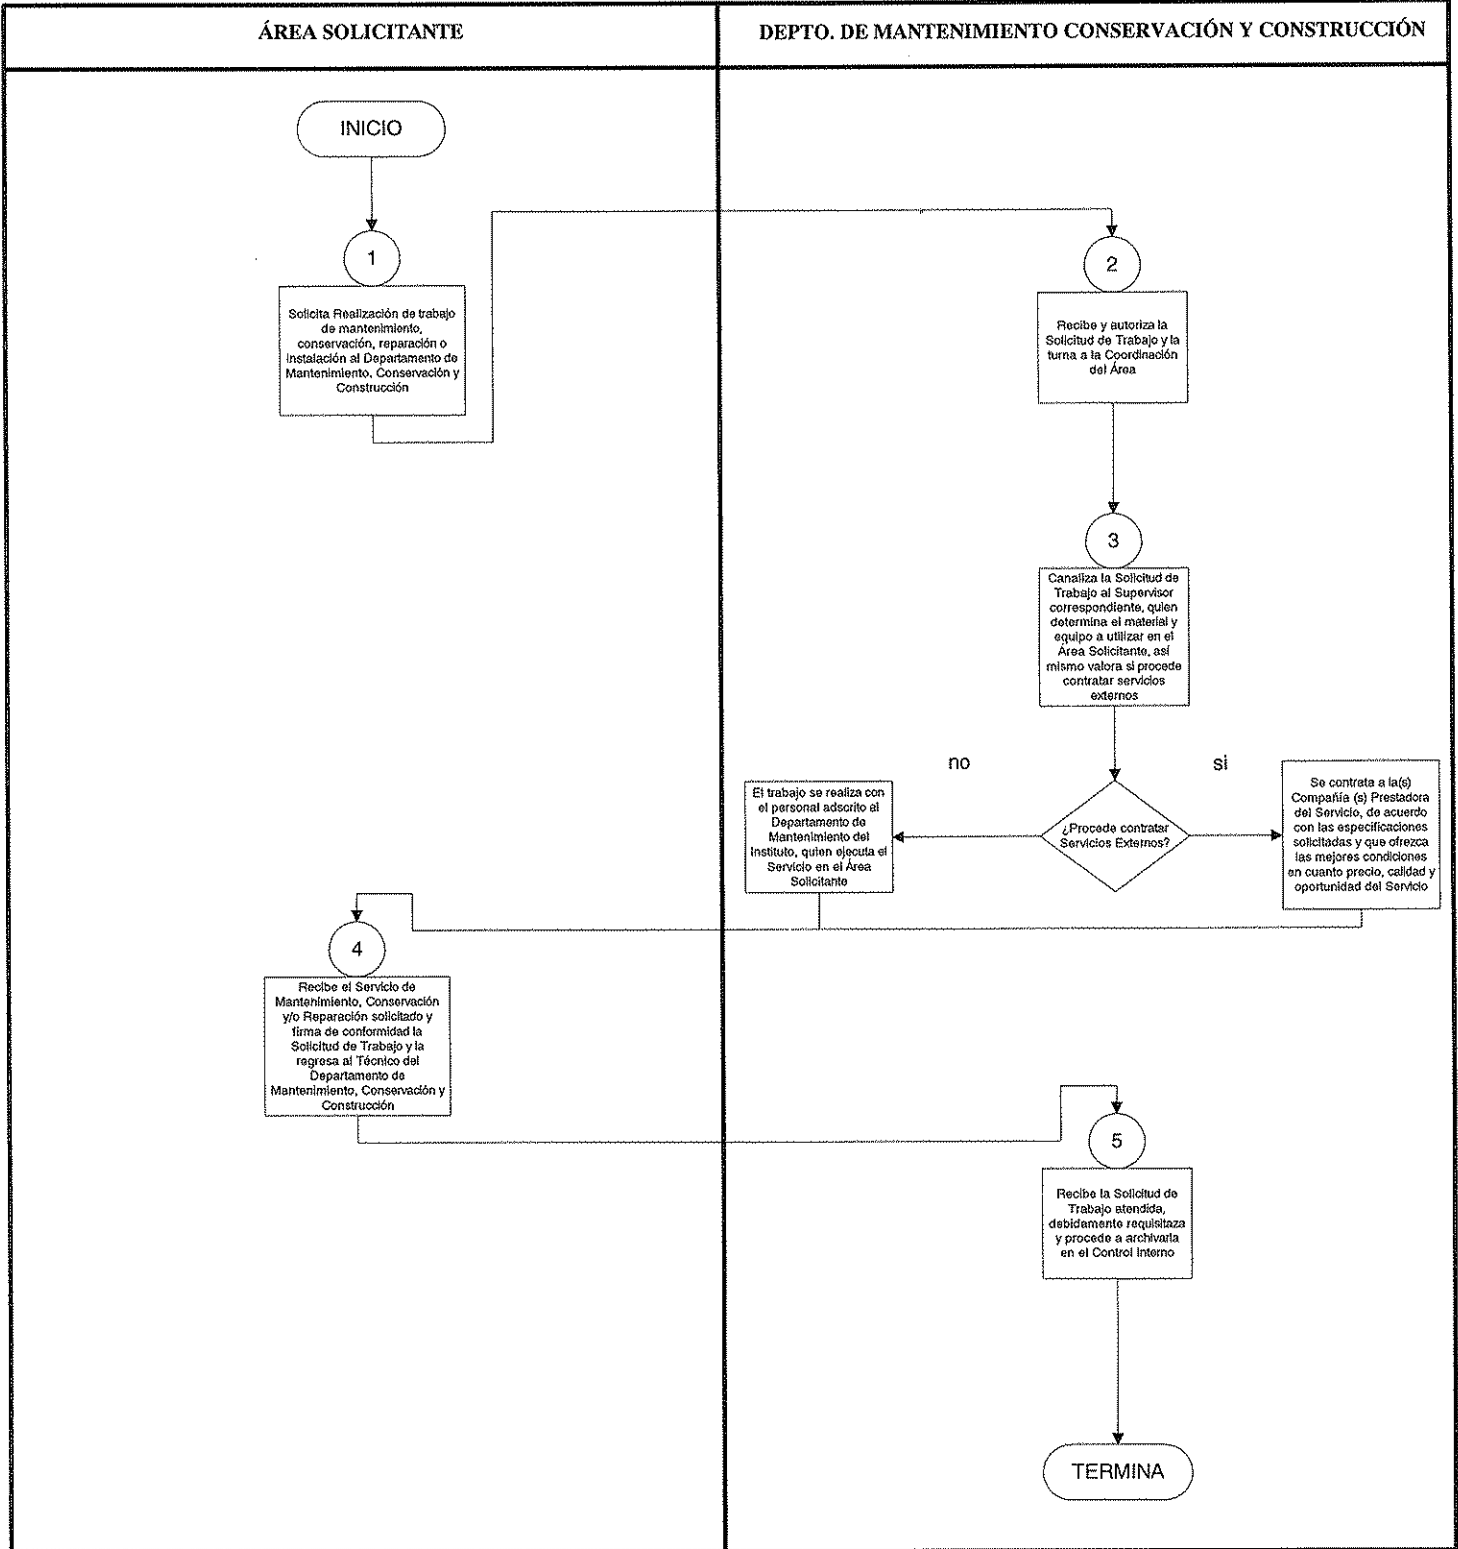 ÁREA SOLICITANTE
DEPTO. DE MANTENIMIENTO CONSERVACIÓN Y CONSTRUCCIÓN
INICIO
1
Solicita Realización de trabajo
de mantenimiento,
conservación, reparación o
Instalación al Departamento de
Mantenimiento, Conservación y
Construcción
2
Recibe y autoriza la
Solicitud de Trabajo y la
turna a la Coordinación
del Área
3
Canaliza la Solicitud de
Trabajo al Supervisor
correspondiente, quien
determina el material y
equipo a utilizar en el
Área Solicitante, así
mismo valora si procede
contratar servicios
externos
no
si
¿Procede contratar
Servicios Externos?
El trabajo se realiza con
el personal adscrito al
Departamento de
Mantenimiento del
Instituto, quien ejecuta el
Servicio en el Área
Solicitante
Se contrata a la(s)
Compañía (s) Prestadora
del Servicio, de acuerdo
con las especificaciones
solicitadas y que ofrezca
las mejores condiciones
en cuanto precio, calidad y
oportunidad del Servicio
4
Recibe el Servicio de
Mantenimiento, Conservación
y/o Reparación solicitado y
firma de conformidad la
Solicitud de Trabajo y la
regresa al Técnico del
Departamento de
Mantenimiento, Conservación y
Construcción
5
Recibe la Solicitud de
Trabajo atendida,
debidamente requisitaza
y procede a archivarla
en el Control Interno
TERMINA